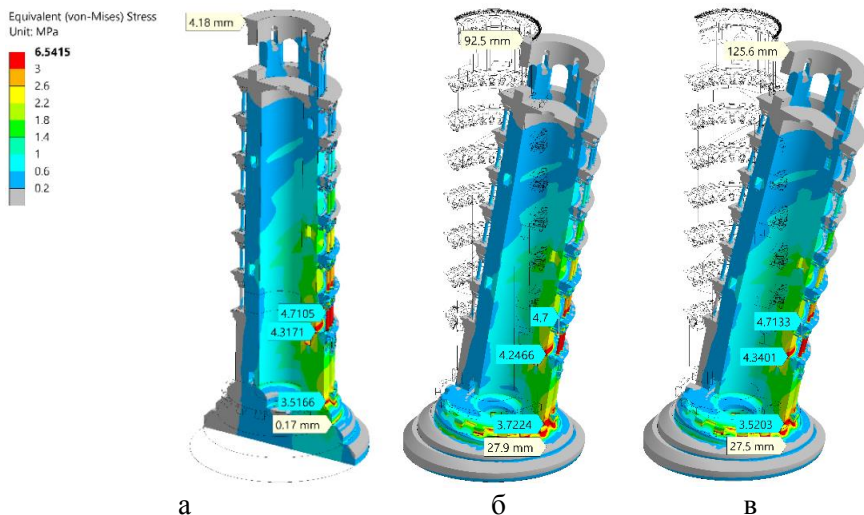 Equivalent (von-Mises) Stress
Unit: MPa
6.5415
3
2.6
2.2
1.8
1.4
1
0.6
0.2
4.18 mm
4.7105
4.3171
3.5166
0.17 mm
92.5 mm
4.7
4.2466
3.7224
27.9 mm
125.6 mm
4.7133
4.3401
3.5203
27.5 mm
а
б
в